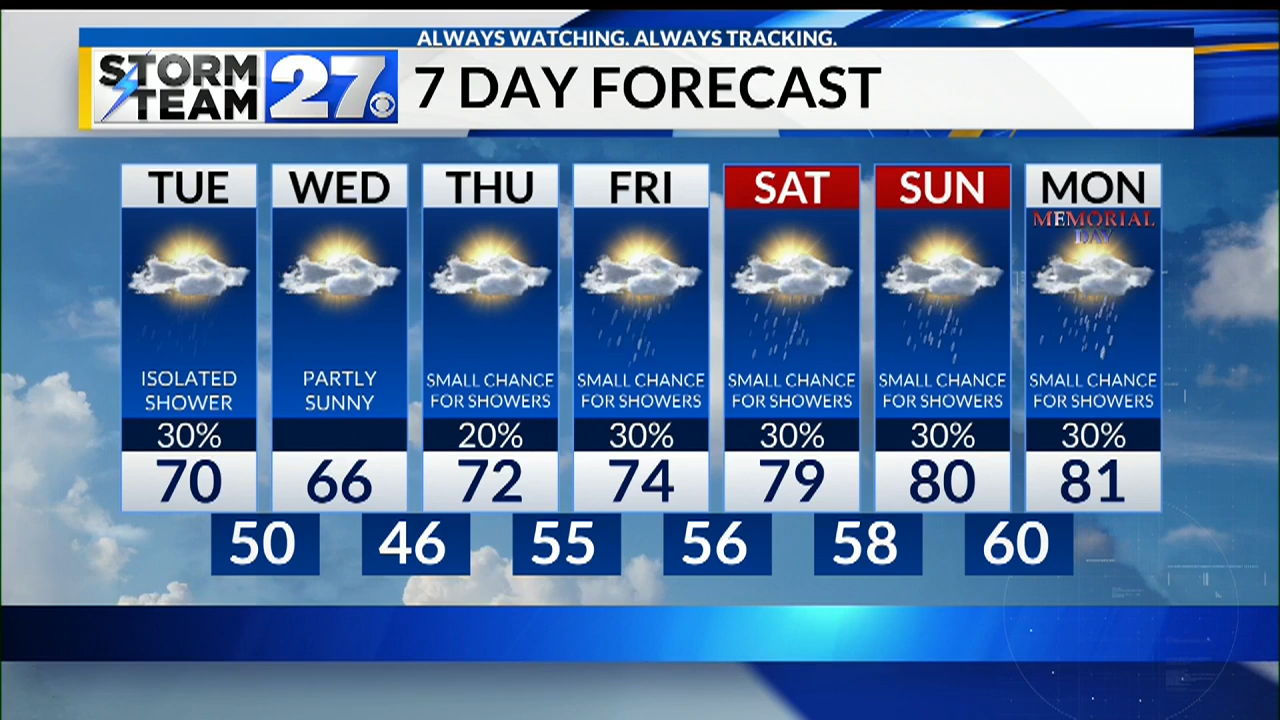 ALWAYS WATCHING. ALWAYS TRACKING.
STORM
TEAM
27
7 DAY FORECAST
TUE WED THU FRI SAT SUN MON
MEMORIAL
DAY
ISOLATED PARTLY SMALL CHANCE SMALL CHANCE SMALL CHANCE SMALL CHANCE SMALL CHANCE
SHOWER SUNNY FOR SHOWERS FOR SHOWERS FOR SHOWERS FOR SHOWERS FOR SHOWERS
30% 20% 30% 30% 30% 30%
70 66 72 74 79 80 81
50 46 55 56 58 60